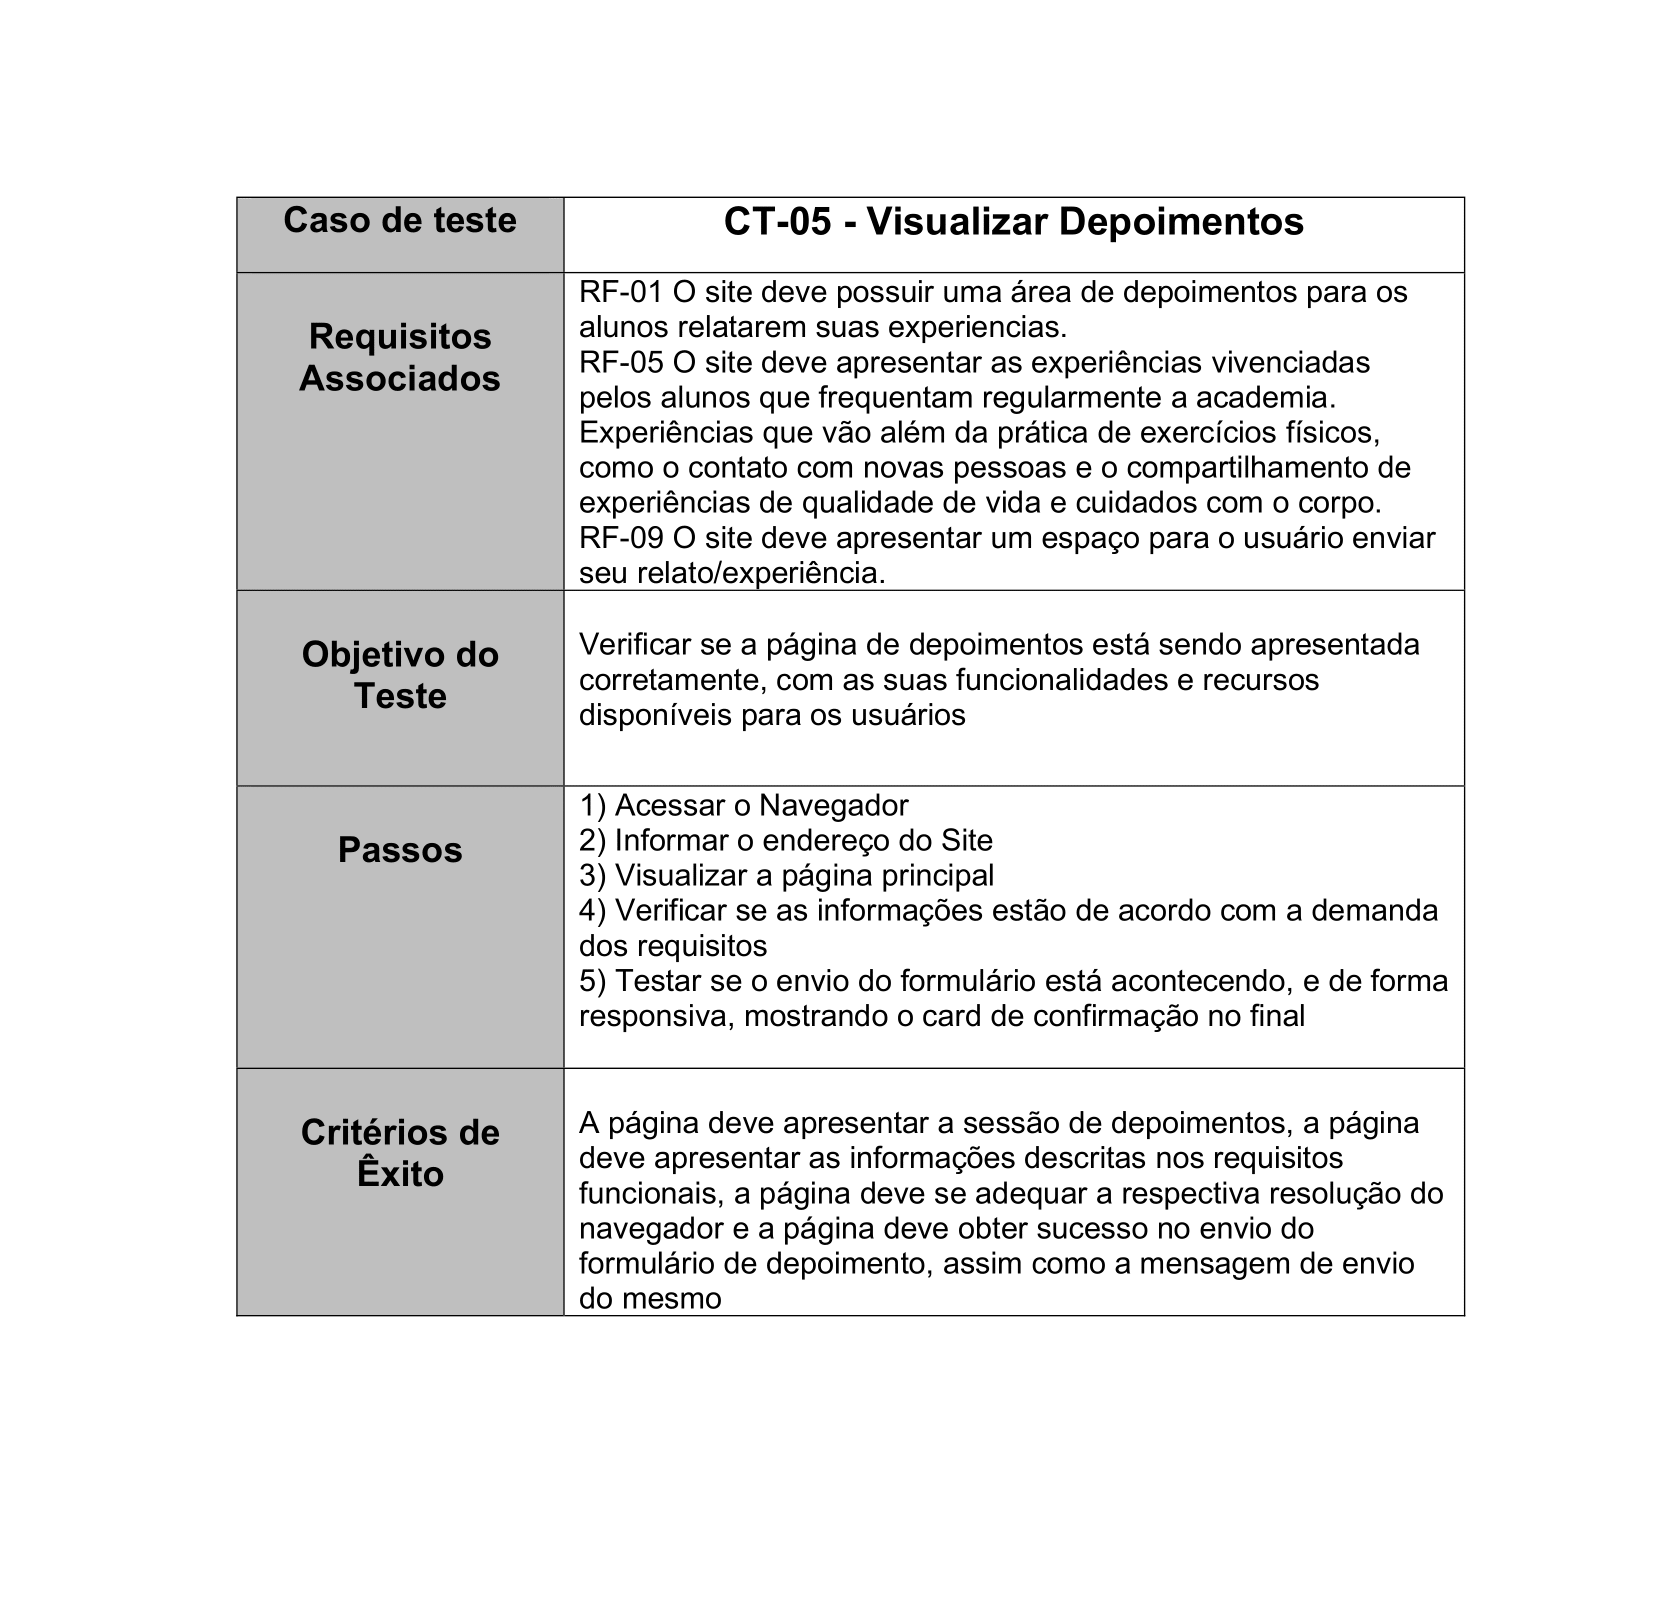 Caso de teste
CT-05 - Visualizar Depoimentos
Requisitos
Associados
RF-01 O site deve possuir uma área de depoimentos para os
alunos relatarem suas experiencias.
RF-05 O site deve apresentar as experiências vivenciadas
pelos alunos que frequentam regularmente a academia.
Experiências que vão além da prática de exercícios físicos,
como o contato com novas pessoas e o compartilhamento de
experiências de qualidade de vida e cuidados com o corpo.
RF-09 O site deve apresentar um espaço para o usuário enviar
seu relato/experiência.
Objetivo do
Teste
Verificar se a página de depoimentos está sendo apresentada
corretamente, com as suas funcionalidades e recursos
disponíveis para os usuários
Passos
1) Acessar o Navegador
2) Informar o endereço do Site
3) Visualizar a página principal
4) Verificar se as informações estão de acordo com a demanda
dos requisitos
5) Testar se o envio do formulário está acontecendo, e de forma
responsiva, mostrando o card de confirmação no final
Critérios de
Êxito
A página deve apresentar a sessão de depoimentos, a página
deve apresentar as informações descritas nos requisitos
funcionais, a página deve se adequar a respectiva resolução do
navegador e a página deve obter sucesso no envio do
formulário de depoimento, assim como a mensagem de envio
do mesmo